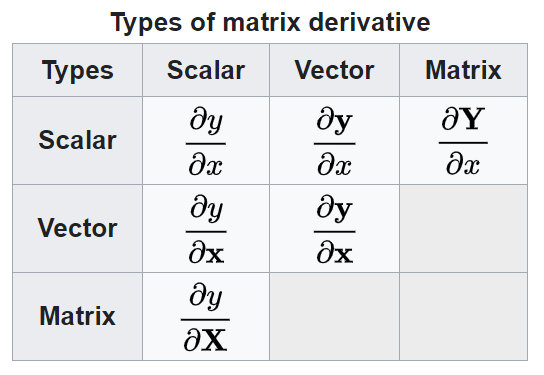 Types of matrix derivative
Types Scalar Vector Matrix
Scalar ∂y/∂x ∂𝐲/∂x ∂𝐘/∂x
Vector ∂y/∂𝐱 ∂𝐲/∂𝐱
Matrix ∂y/∂𝐗